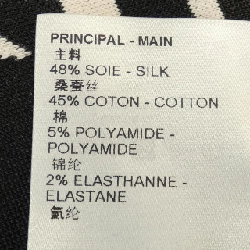 PRINCIPAL - MAIN
主料
48% SOIE - SILK
桑蚕丝
45% COTON - COTTON
棉
5% POLYAMIDE -
POLYAMIDE
锦纶
2% ELASTHANNE -
ELASTANE
氨纶